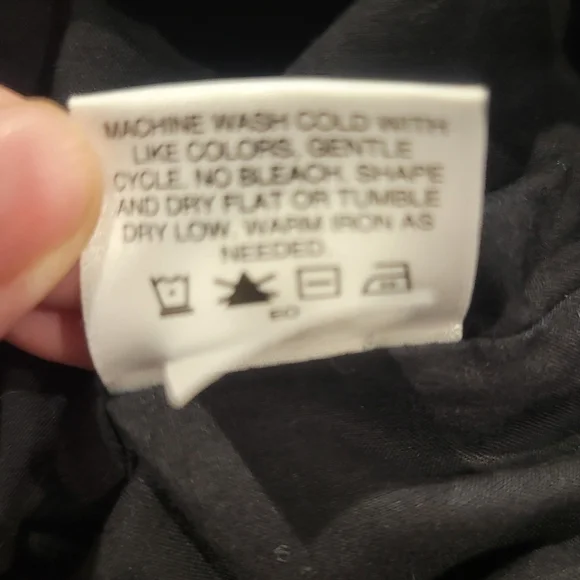 MACHINE WASH COLD WITH
LIKE COLORS. GENTLE
CYCLE. NO BLEACH. SHAPE
AND DRY FLAT OR TUMBLE
DRY LOW. WARM IRON AS
NEEDED.